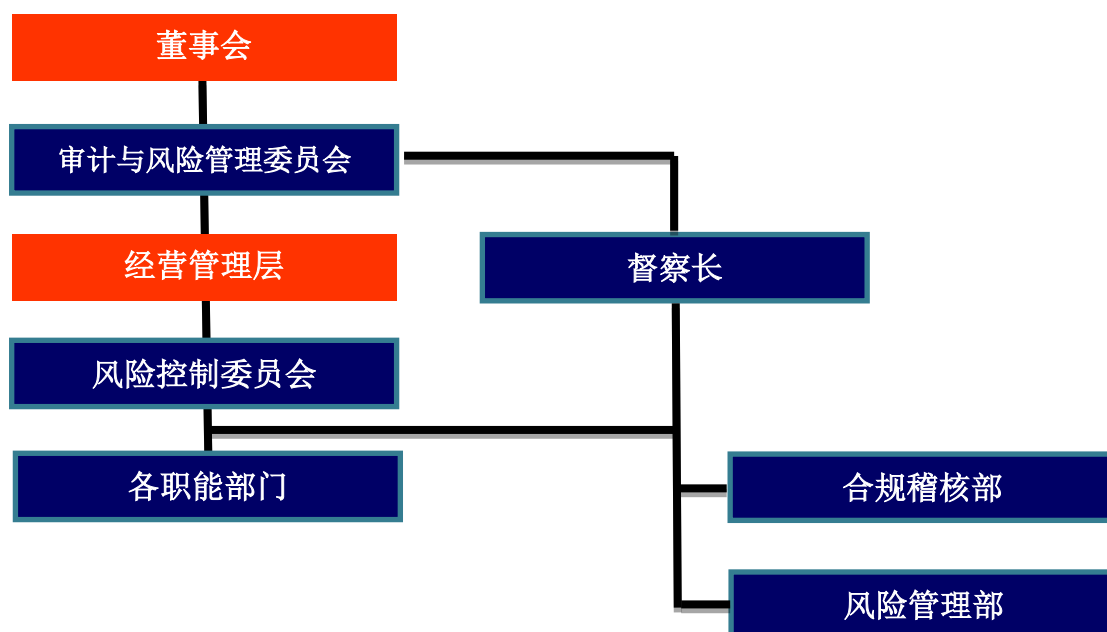 董事会
审计与风险管理委员会
经营管理层
督察长
风险控制委员会
各职能部门
合规稽核部
风险管理部